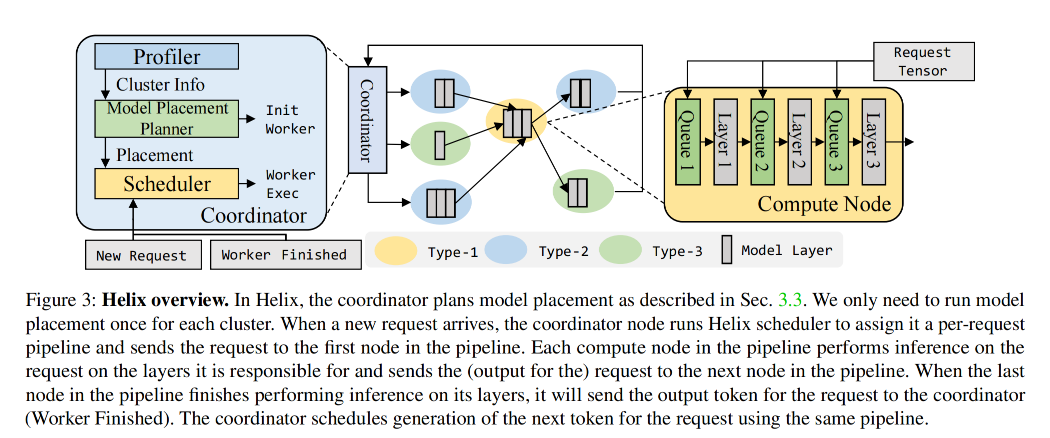 Profiler
Cluster Info
Model Placement
Planner
Init
Worker
Placement
Scheduler
Worker
Exec
Coordinator
New Request
Worker Finished
Coordinator
Type-1
Type-2
Type-3
Model Layer
Request
Tensor
Queue 1
Layer 1
Queue 2
Layer 2
Queue 3
Layer 3
Compute Node
Figure 3: Helix overview. In Helix, the coordinator plans model placement as described in Sec. 3.3. We only need to run model
placement once for each cluster. When a new request arrives, the coordinator node runs Helix scheduler to assign it a per-request
pipeline and sends the request to the first node in the pipeline. Each compute node in the pipeline performs inference on the
request on the layers it is responsible for and sends the (output for the) request to the next node in the pipeline. When the last
node in the pipeline finishes performing inference on its layers, it will send the output token for the request to the coordinator
(Worker Finished). The coordinator schedules generation of the next token for the request using the same pipeline.